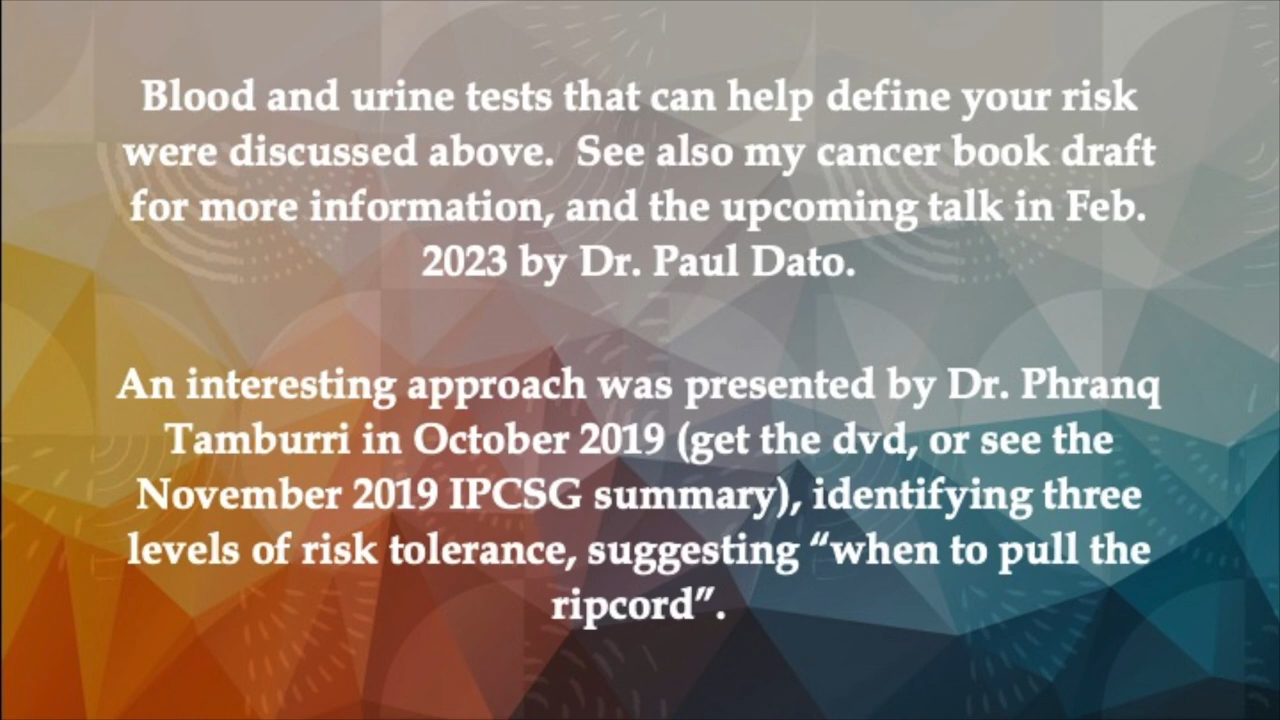 Blood and urine tests that can help define your risk
were discussed above.  See also my cancer book draft
for more information, and the upcoming talk in Feb.
2023 by Dr. Paul Dato.
An interesting approach was presented by Dr. Phranq
Tamburri in October 2019 (get the dvd, or see the
November 2019 IPCSG summary), identifying three
levels of risk tolerance, suggesting “when to pull the
ripcord”.